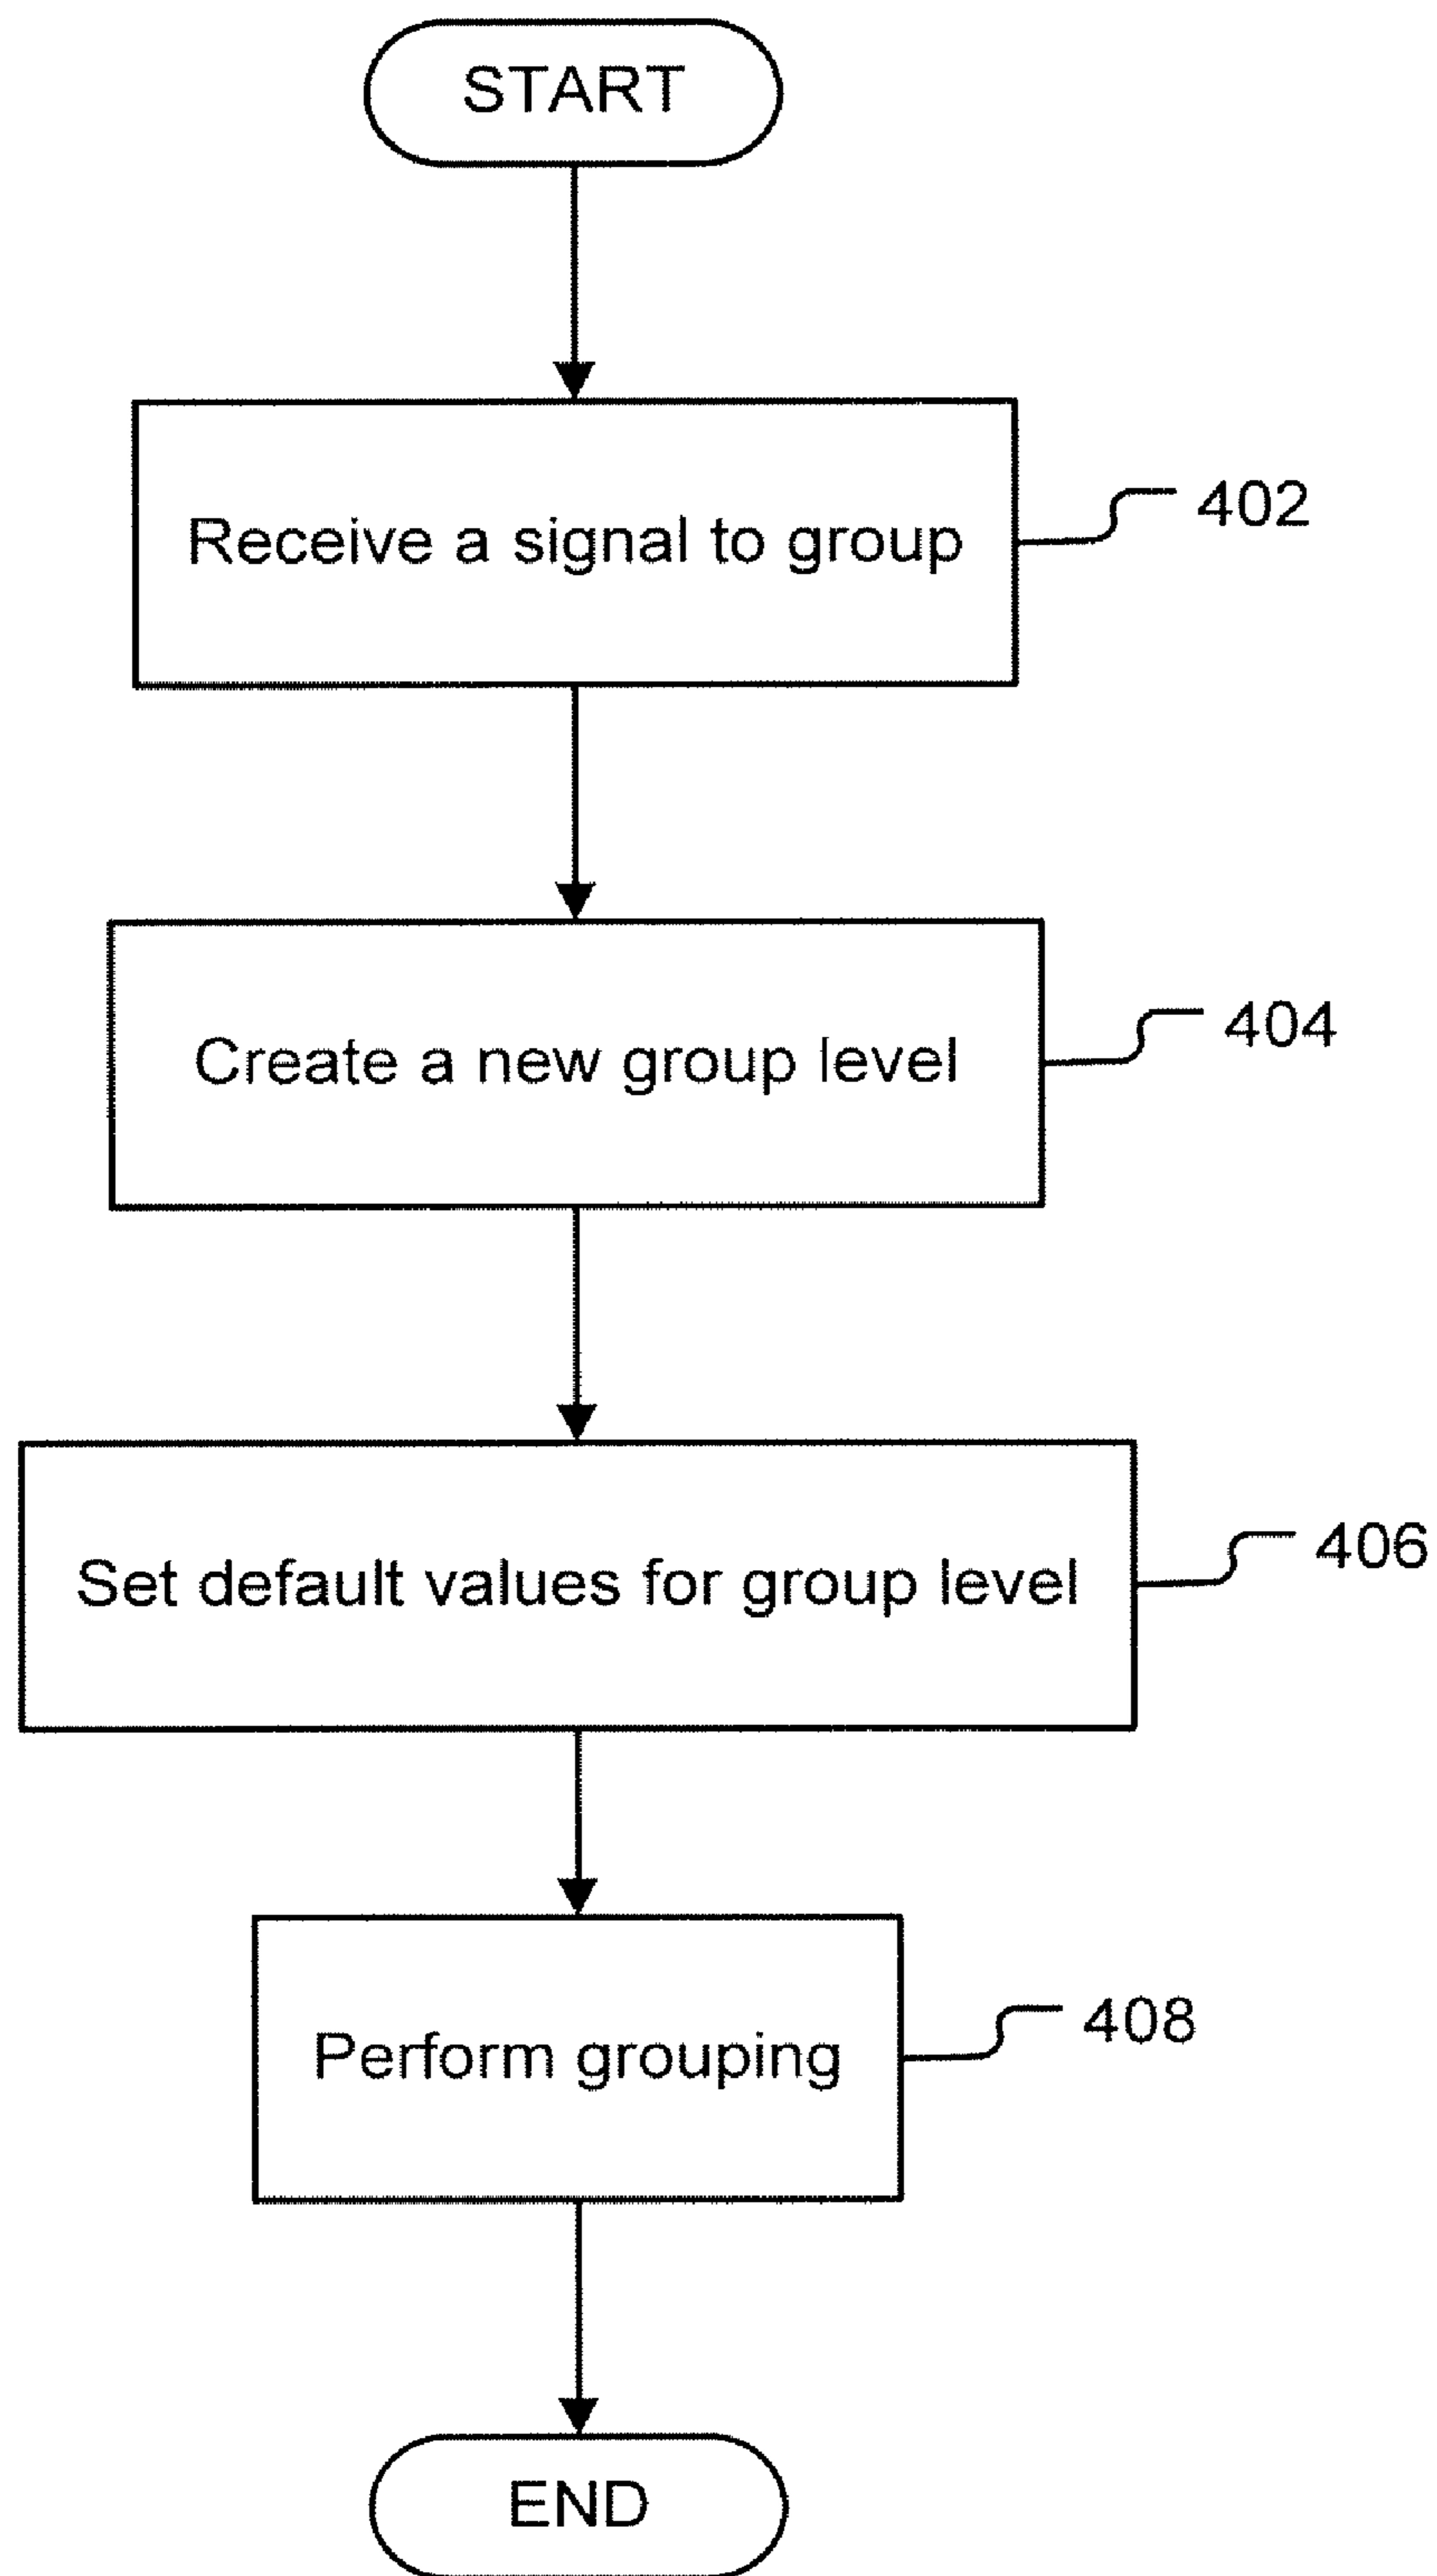 START
Receive a signal to group
402
Create a new group level
404
Set default values for group level
406
Perform grouping
408
END